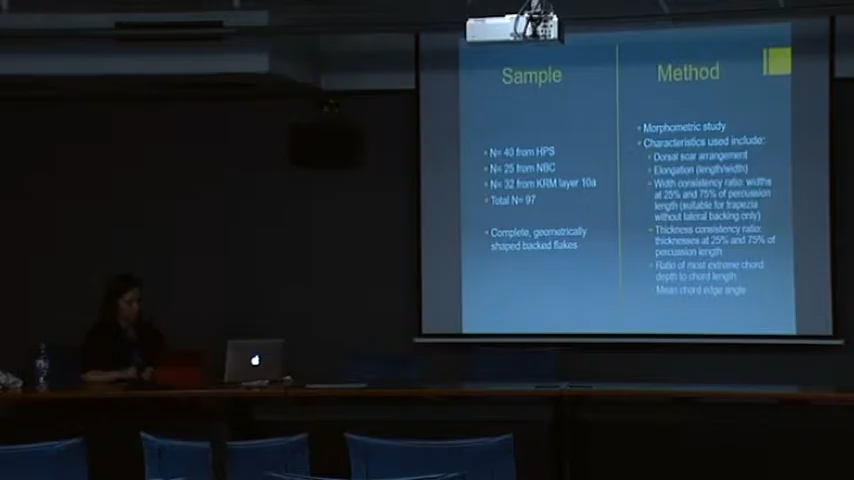 Sample
N= 40 from HPS
N= 25 from NBC
N= 32 from KRM layer 10a
Total N= 97
Complete, geometrically
shaped backed flakes
Method
Morphometric study
Characteristics used include:
Dorsal scar arrangement
Elongation (length/width)
Width consistency ratio: widths
at 25% and 75% of percussion
length (suitable for trapezia
without lateral backing only)
Thickness consistency ratio:
thicknesses at 25% and 75% of
percussion length
Ratio of most extreme chord
depth to chord length
Mean chord edge angle